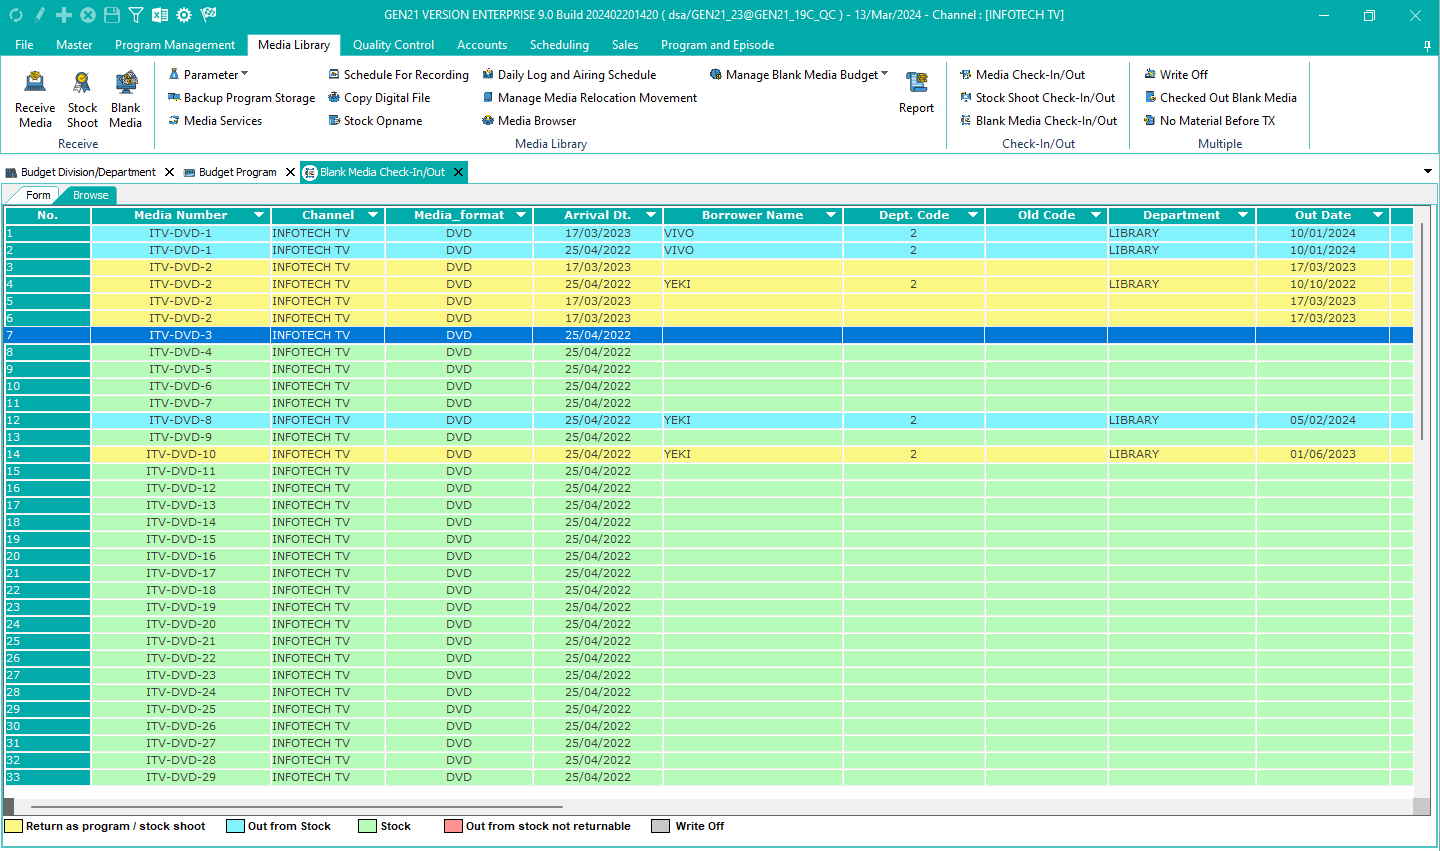 GEN21 VERSION ENTERPRISE 9.0 Build 202402201420 ( dsa/GEN21_23@GEN21_19C_QC ) - 13/Mar/2024 - Channel : [INFOTECH TV]
File Master Program Management Media Library Quality Control Accounts Scheduling Sales Program and Episode
Receive Media
Stock Shoot
Blank Media
Receive
Parameter
Backup Program Storage
Media Services
Schedule For Recording
Copy Digital File
Stock Opname
Daily Log and Airing Schedule
Manage Media Relocation Movement
Media Browser
Manage Blank Media Budget
Report
Media Library
Media Check-In/Out
Stock Shoot Check-In/Out
Blank Media Check-In/Out
Check-In/Out
Write Off
Checked Out Blank Media
No Material Before TX
Multiple
Budget Division/Department Budget Program Blank Media Check-In/Out
Form Browse
No. Media Number Channel Media_format Arrival Dt. Borrower Name Dept. Code Old Code Department Out Date
1 ITV-DVD-1 INFOTECH TV DVD 17/03/2023 VIVO 2 LIBRARY 10/01/2024
2 ITV-DVD-1 INFOTECH TV DVD 25/04/2022 VIVO 2 LIBRARY 10/01/2024
3 ITV-DVD-2 INFOTECH TV DVD 17/03/2023 17/03/2023
4 ITV-DVD-2 INFOTECH TV DVD 25/04/2022 YEKI 2 LIBRARY 10/10/2022
5 ITV-DVD-2 INFOTECH TV DVD 17/03/2023 17/03/2023
6 ITV-DVD-2 INFOTECH TV DVD 17/03/2023 17/03/2023
7 ITV-DVD-3 INFOTECH TV DVD 25/04/2022
8 ITV-DVD-4 INFOTECH TV DVD 25/04/2022
9 ITV-DVD-5 INFOTECH TV DVD 25/04/2022
10 ITV-DVD-6 INFOTECH TV DVD 25/04/2022
11 ITV-DVD-7 INFOTECH TV DVD 25/04/2022
12 ITV-DVD-8 INFOTECH TV DVD 25/04/2022 YEKI 2 LIBRARY 05/02/2024
13 ITV-DVD-9 INFOTECH TV DVD 25/04/2022
14 ITV-DVD-10 INFOTECH TV DVD 25/04/2022 YEKI 2 LIBRARY 01/06/2023
15 ITV-DVD-11 INFOTECH TV DVD 25/04/2022
16 ITV-DVD-12 INFOTECH TV DVD 25/04/2022
17 ITV-DVD-13 INFOTECH TV DVD 25/04/2022
18 ITV-DVD-14 INFOTECH TV DVD 25/04/2022
19 ITV-DVD-15 INFOTECH TV DVD 25/04/2022
20 ITV-DVD-16 INFOTECH TV DVD 25/04/2022
21 ITV-DVD-17 INFOTECH TV DVD 25/04/2022
22 ITV-DVD-18 INFOTECH TV DVD 25/04/2022
23 ITV-DVD-19 INFOTECH TV DVD 25/04/2022
24 ITV-DVD-20 INFOTECH TV DVD 25/04/2022
25 ITV-DVD-21 INFOTECH TV DVD 25/04/2022
26 ITV-DVD-22 INFOTECH TV DVD 25/04/2022
27 ITV-DVD-23 INFOTECH TV DVD 25/04/2022
28 ITV-DVD-24 INFOTECH TV DVD 25/04/2022
29 ITV-DVD-25 INFOTECH TV DVD 25/04/2022
30 ITV-DVD-26 INFOTECH TV DVD 25/04/2022
31 ITV-DVD-27 INFOTECH TV DVD 25/04/2022
32 ITV-DVD-28 INFOTECH TV DVD 25/04/2022
33 ITV-DVD-29 INFOTECH TV DVD 25/04/2022
Return as program / stock shoot Out from Stock Stock Out from stock not returnable Write Off